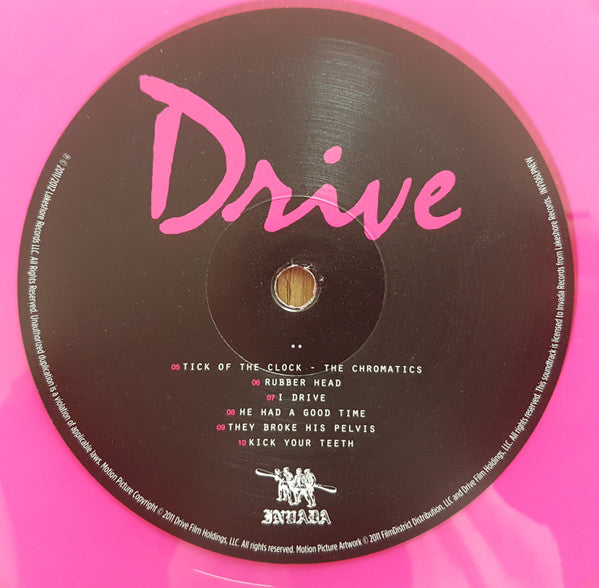 Drive
..
05 TICK OF THE CLOCK - THE CHROMATICS
06 RUBBER HEAD
07 I DRIVE
08 HE HAD A GOOD TIME
09 THEY BROKE HIS PELVIS
10 KICK YOUR TEETH
INVADA
℗ © 2011/2012 Lakeshore Records LLC. All Rights Reserved. Unauthorized duplication is a violation of applicable laws. Motion Picture Copyright © 2011 Drive Film Holdings, LLC. All rights reserved. Motion Picture Artwork © 2011 FilmDistrict Distribution, LLC and Drive Film Holdings, LLC. All rights reserved. This soundtrack is licensed to Invada Records from Lakeshore Records.